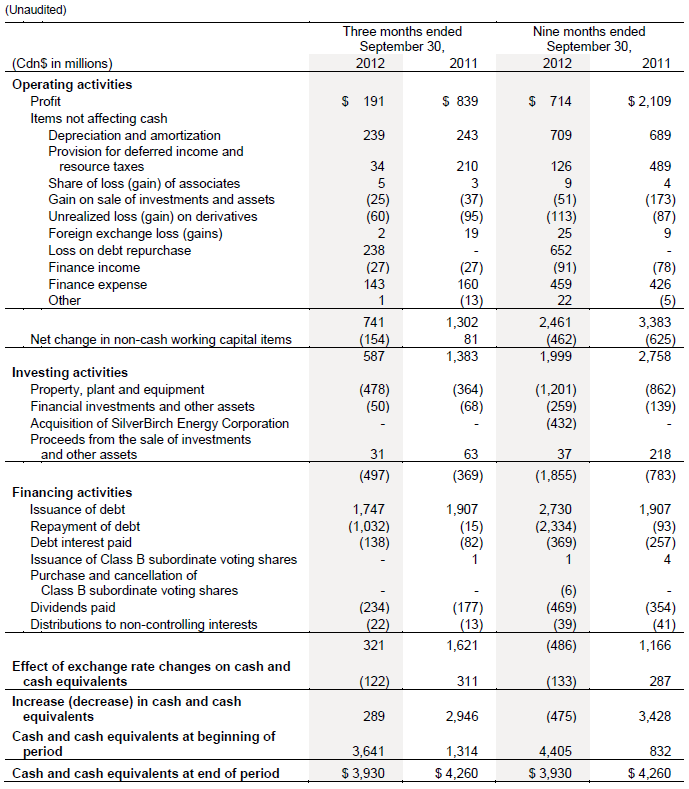 (Unaudited)
Three months ended Nine months ended
September 30, September 30,
(Cdn$ in millions) 2012 2011 2012 2011
Operating activities
Profit $ 191 $ 839 $ 714 $ 2,109
Items not affecting cash
Depreciation and amortization 239 243 709 689
Provision for deferred income and
resource taxes 34 210 126 489
Share of loss (gain) of associates 5 3 9 4
Gain on sale of investments and assets (25) (37) (51) (173)
Unrealized loss (gain) on derivatives (60) (95) (113) (87)
Foreign exchange loss (gains) 2 19 25 9
Loss on debt repurchase 238 - 652 -
Finance income (27) (27) (91) (78)
Finance expense 143 160 459 426
Other 1 (13) 22 (5)
741 1,302 2,461 3,383
Net change in non-cash working capital items (154) 81 (462) (625)
587 1,383 1,999 2,758
Investing activities
Property, plant and equipment (478) (364) (1,201) (862)
Financial investments and other assets (50) (68) (259) (139)
Acquisition of SilverBirch Energy Corporation - - (432) -
Proceeds from the sale of investments
and other assets 31 63 37 218
(497) (369) (1,855) (783)
Financing activities
Issuance of debt 1,747 1,907 2,730 1,907
Repayment of debt (1,032) (15) (2,334) (93)
Debt interest paid (138) (82) (369) (257)
Issuance of Class B subordinate voting shares - 1 1 4
Purchase and cancellation of
Class B subordinate voting shares - - (6) -
Dividends paid (234) (177) (469) (354)
Distributions to non-controlling interests (22) (13) (39) (41)
321 1,621 (486) 1,166
Effect of exchange rate changes on cash and
cash equivalents (122) 311 (133) 287
Increase (decrease) in cash and cash
equivalents 289 2,946 (475) 3,428
Cash and cash equivalents at beginning of
period 3,641 1,314 4,405 832
Cash and cash equivalents at end of period $ 3,930 $ 4,260 $ 3,930 $ 4,260